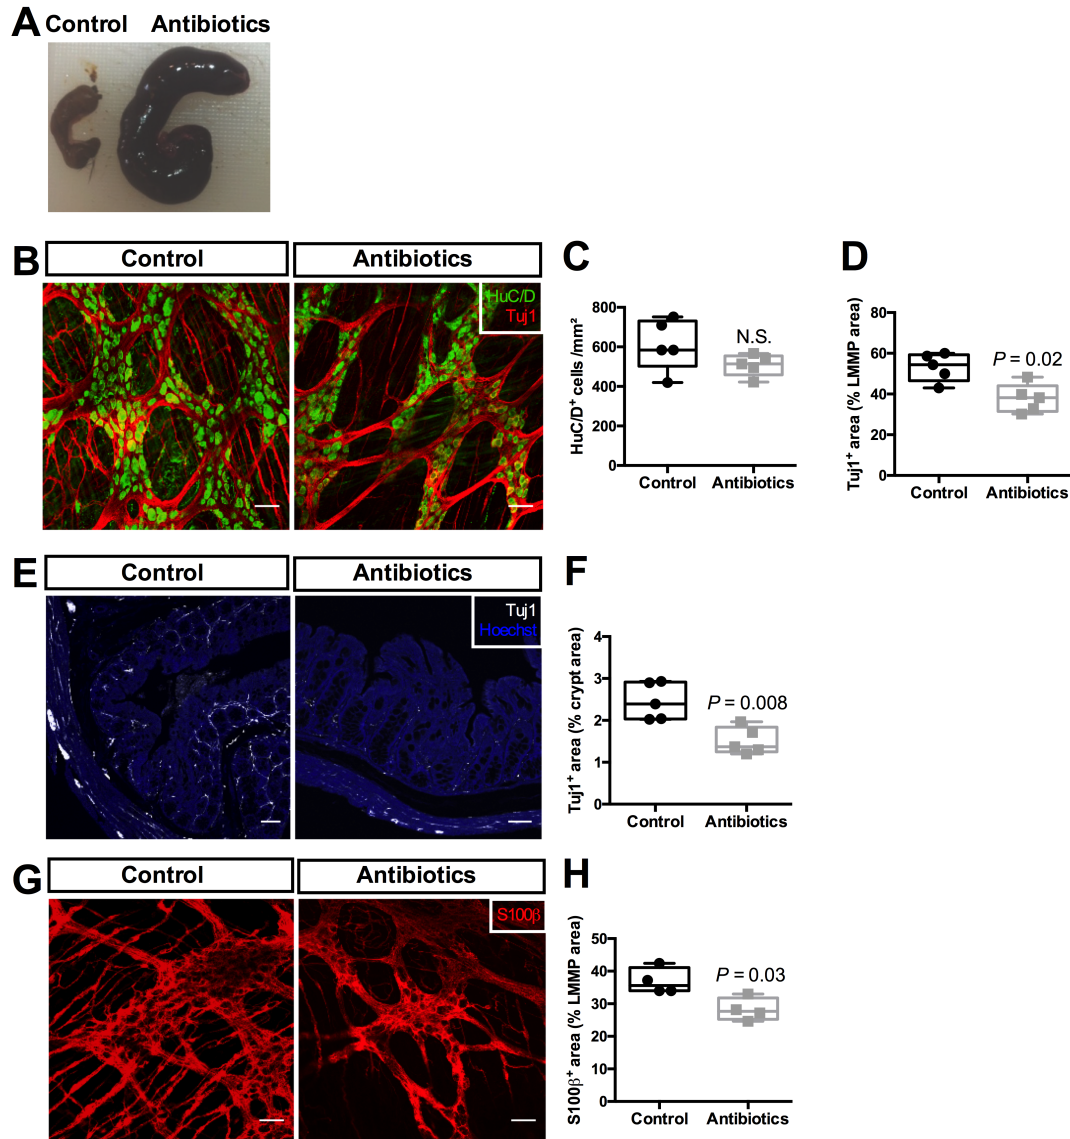 A
Control Antibiotics
B
Control
Antibiotics
HuC/D
Tuj1
C
HuC/D⁺ cells /mm²
800
600
400
200
0
N.S.
Control
Antibiotics
D
Tuj1⁺ area (% LMMP area)
80
60
40
20
0
P = 0.02
Control
Antibiotics
E
Control
Antibiotics
Tuj1
Hoechst
F
Tuj1⁺ area (% crypt area)
4
3
2
1
0
P = 0.008
Control
Antibiotics
G
Control
Antibiotics
S100β
H
S100β⁺ area (% LMMP area)
50
40
30
20
10
0
P = 0.03
Control
Antibiotics